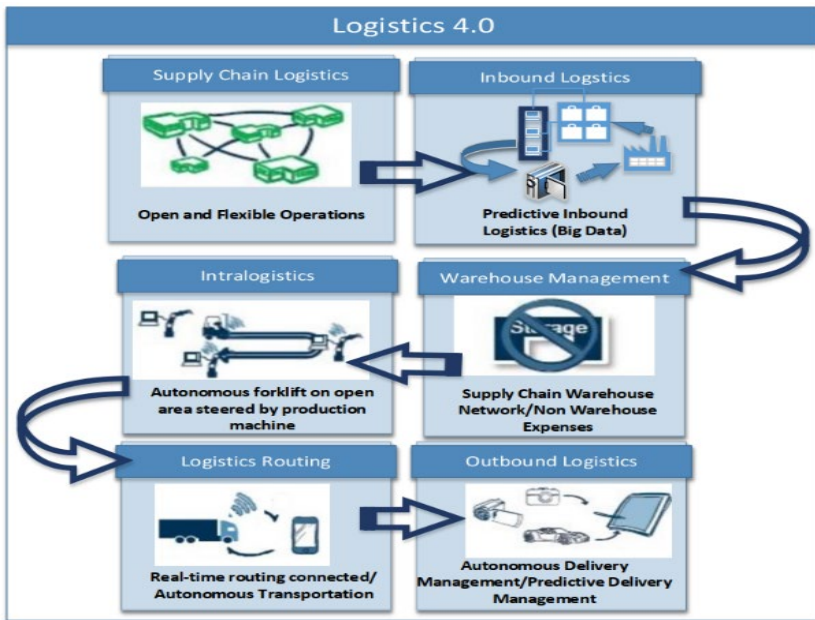 Logistics 4.0
Supply Chain Logistics
Open and Flexible Operations
Inbound Logstics
Predictive Inbound
Logistics (Big Data)
Warehouse Management
Storage
Supply Chain Warehouse
Network/Non Warehouse
Expenses
Intralogistics
Autonomous forklift on open
area steered by production
machine
Logistics Routing
Real-time routing connected/
Autonomous Transportation
Outbound Logistics
Autonomous Delivery
Management/Predictive Delivery
Management